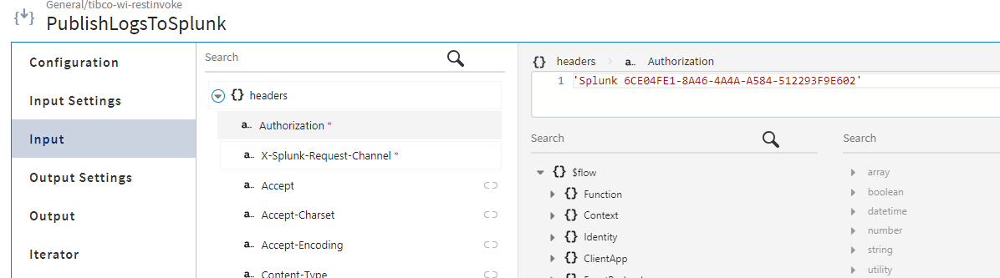 General/tibco-wi-restinvoke
PublishLogsToSplunk
Configuration
Input Settings
Input
Output Settings
Output
Iterator
Search
{} headers
a.. Authorization *
a.. X-Splunk-Request-Channel *
a.. Accept
a.. Accept-Charset
a.. Accept-Encoding
a.. Content-Type
{} headers > a.. Authorization
1 'Splunk 6CE04FE1-8A46-4A4A-A584-512293F9E602'
Search
{} $flow
{} Function
{} Context
{} Identity
{} ClientApp
Search
array
boolean
datetime
number
string
utility